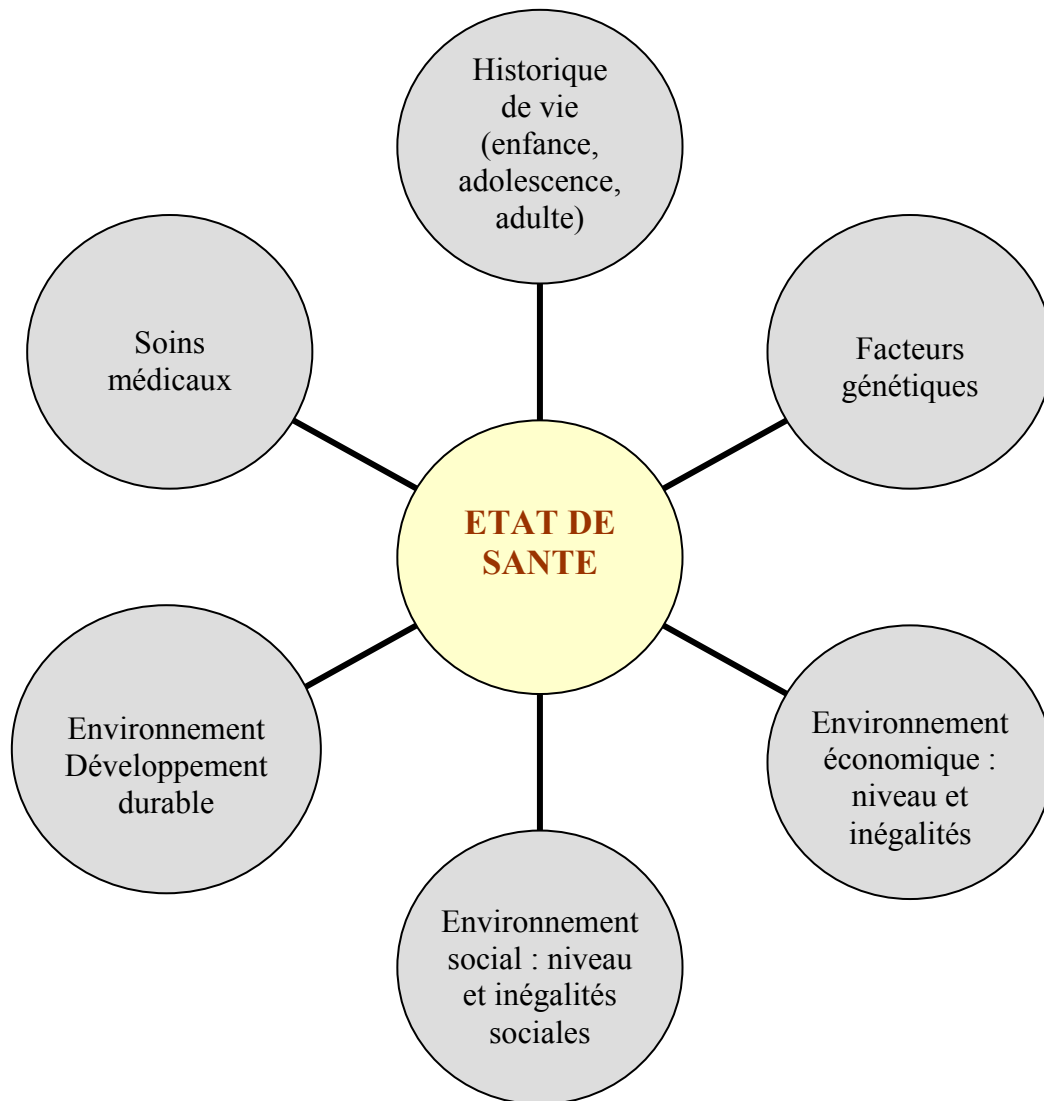 Historique
de vie
(enfance,
adolescence,
adulte)
Soins
médicaux
Facteurs
génétiques
ETAT DE
SANTE
Environnement
Développement
durable
Environnement
économique :
niveau et
inégalités
Environnement
social : niveau
et inégalités
sociales